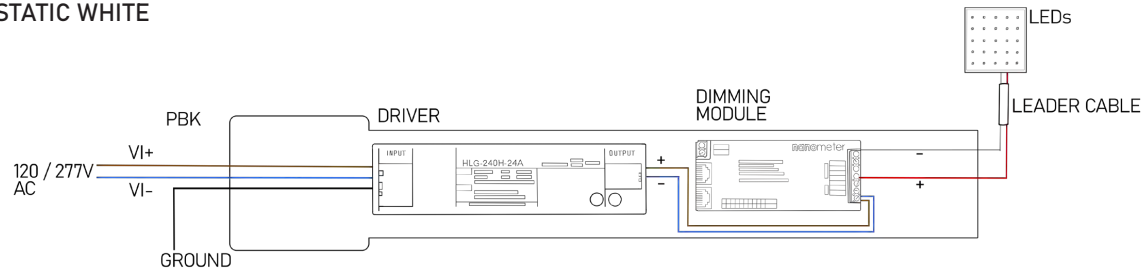 STATIC WHITE
LEDs
LEADER CABLE
DIMMING
MODULE
PBK
DRIVER
120 / 277V
AC
VI+
VI-
GROUND
INPUT
HLG-240H-24A
OUTPUT
+
-
nanometer
-
+